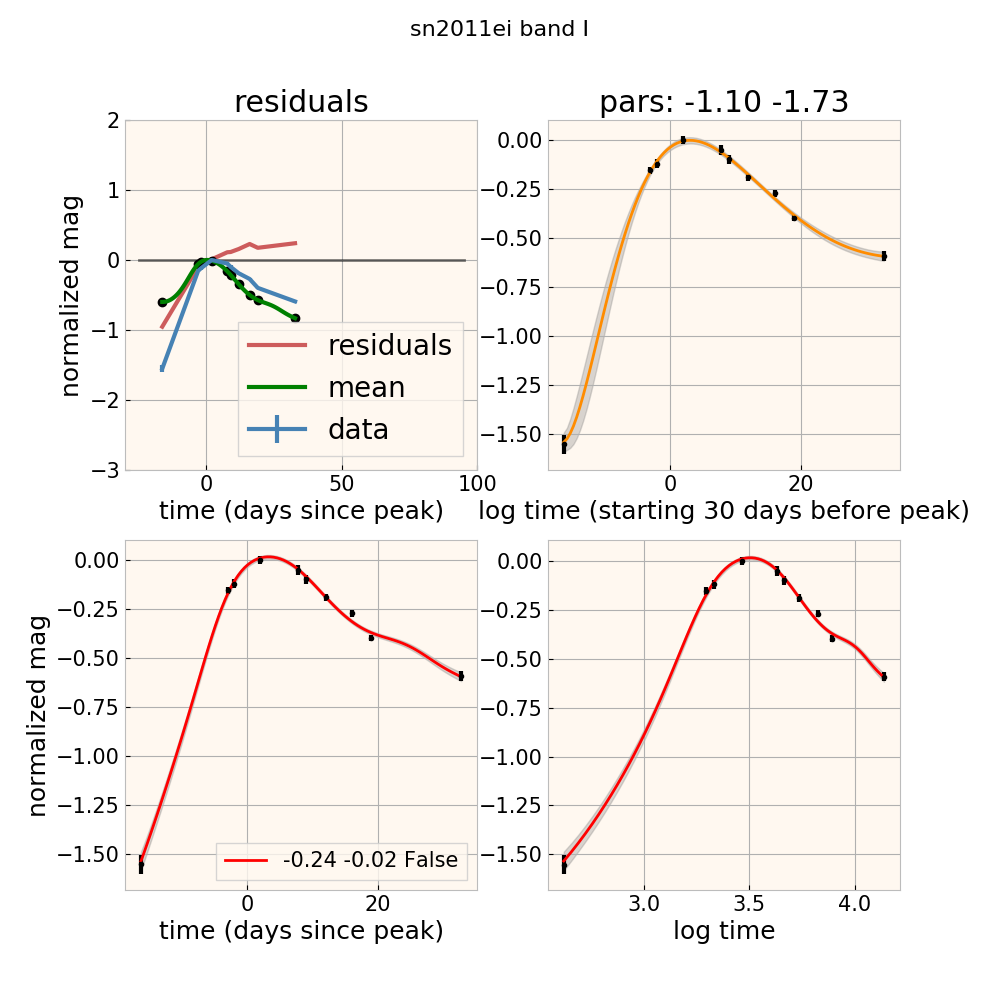 sn2011ei band I
residuals
pars: -1.10 -1.73
normalized mag
2
1
0
−1
−2
−3
residuals
mean
data
0
50
100
time (days since peak)
0.00
−0.25
−0.50
−0.75
−1.00
−1.25
−1.50
0
20
log time (starting 30 days before peak)
normalized mag
0.00
−0.25
−0.50
−0.75
−1.00
−1.25
−1.50
-0.24 -0.02 False
0
20
time (days since peak)
0.00
−0.25
−0.50
−0.75
−1.00
−1.25
−1.50
3.0
3.5
4.0
log time